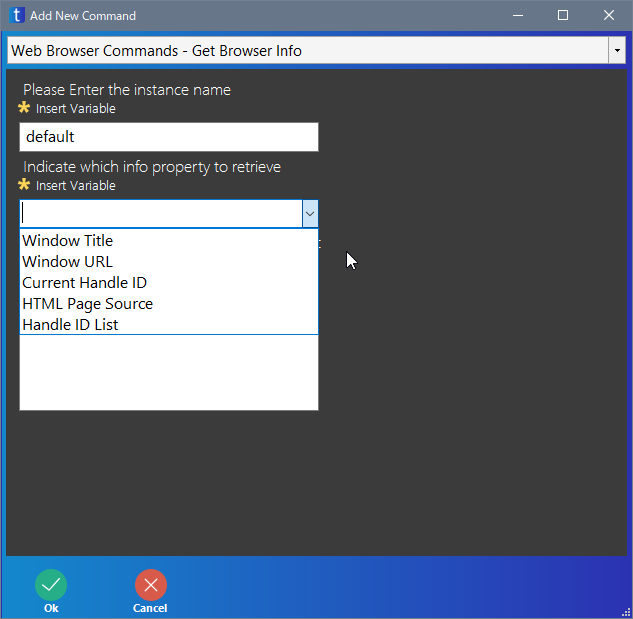 Add New Command
Web Browser Commands - Get Browser Info
Please Enter the instance name
Insert Variable
default
Indicate which info property to retrieve
Insert Variable
Window Title
Window URL
Current Handle ID
HTML Page Source
Handle ID List
Ok
Cancel